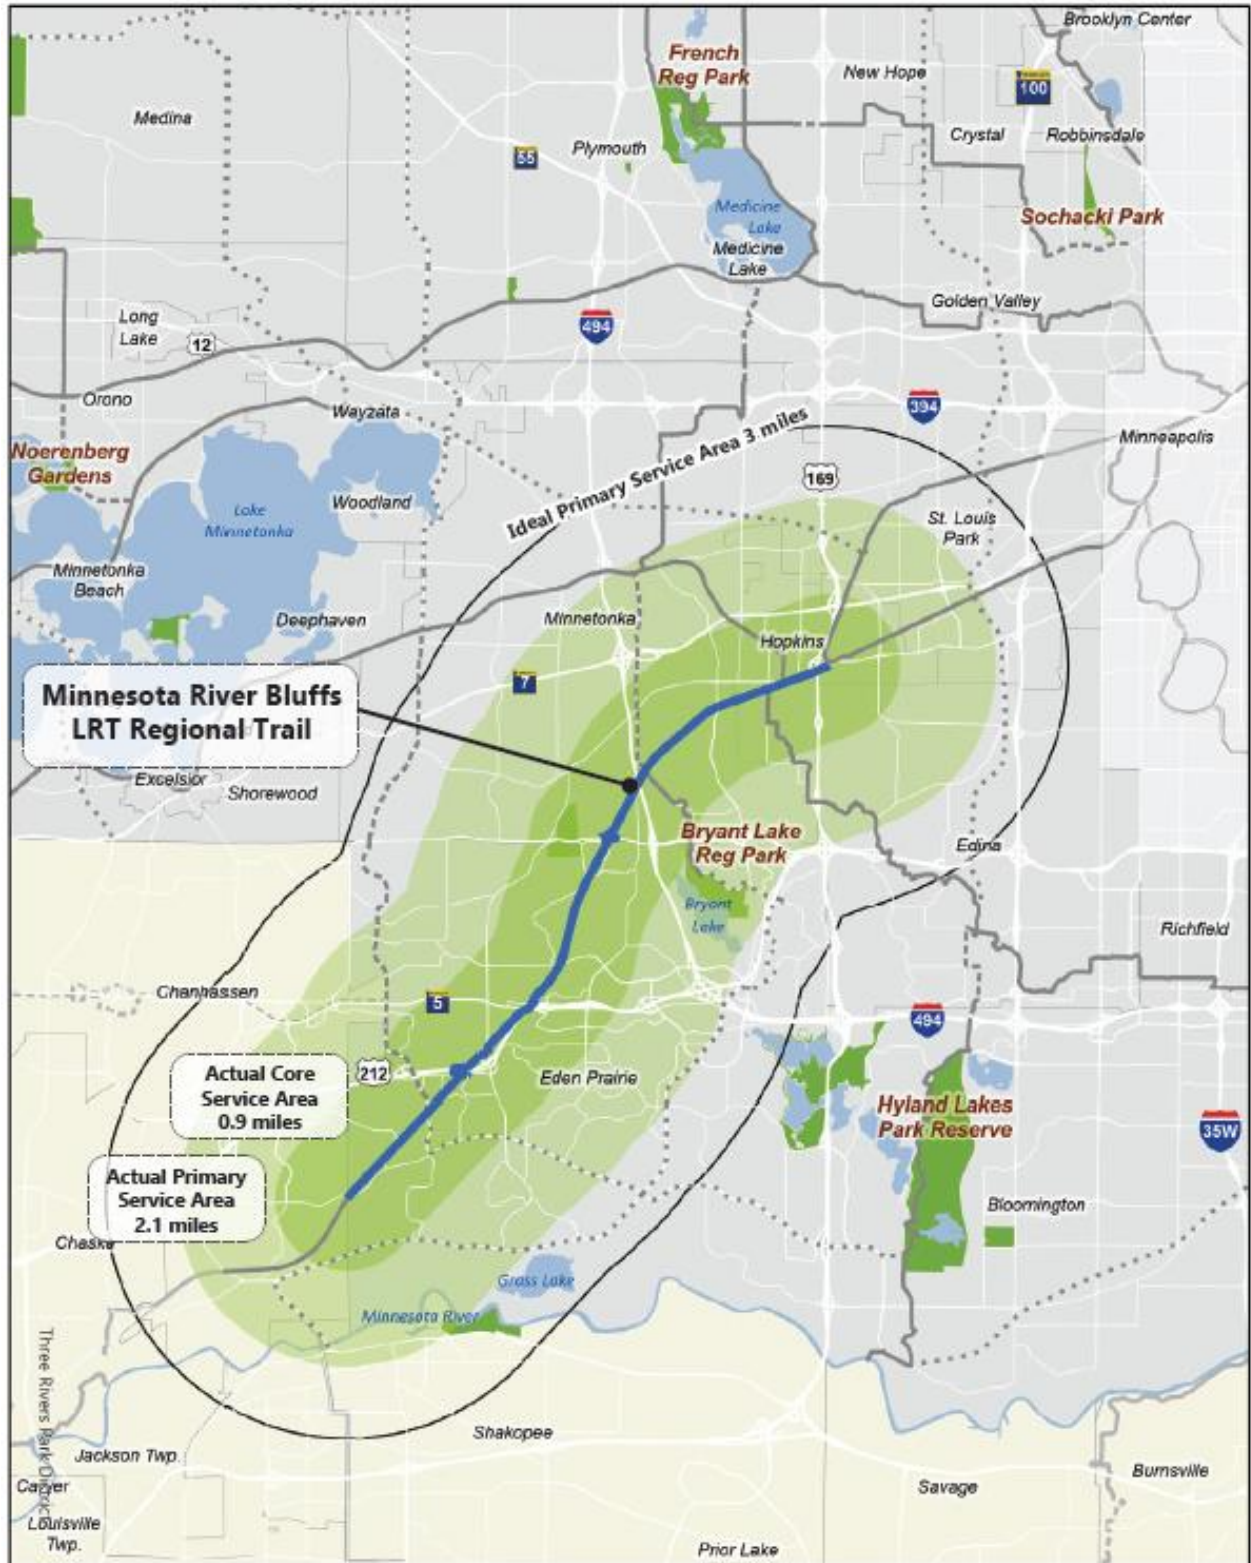 Brooklyn Center
French
Reg Park
New Hope
100
Medina
Crystal
Robbinsdale
55
Plymouth
Medicine
Lake
Sochacki Park
Medicine
Lake
Golden Valley
Long
Lake
12
494
Orono
Wayzata
394
Ideal Primary Service Area 3 miles
Minneapolis
Noerenberg
Gardens
169
Woodland
Lake
Minnetonka
St. Louis
Park
Minnetonka
Beach
Deephaven
Minnetonka
Hopkins
7
Minnesota River Bluffs
LRT Regional Trail
Excelsior
Shorewood
Bryant Lake
Reg Park
Edina
Bryant
Lake
Richfield
Chanhassen
5
494
Actual Core
Service Area
0.9 miles
212
Eden Prairie
Hyland Lakes
Park Reserve
35W
Actual Primary
Service Area
2.1 miles
Bloomington
Chaska
Grass Lake
Minnesota River
Three Rivers Park District
Shakopee
Jackson Twp.
Carver
Savage
Burnsville
Louisville
Twp.
Prior Lake